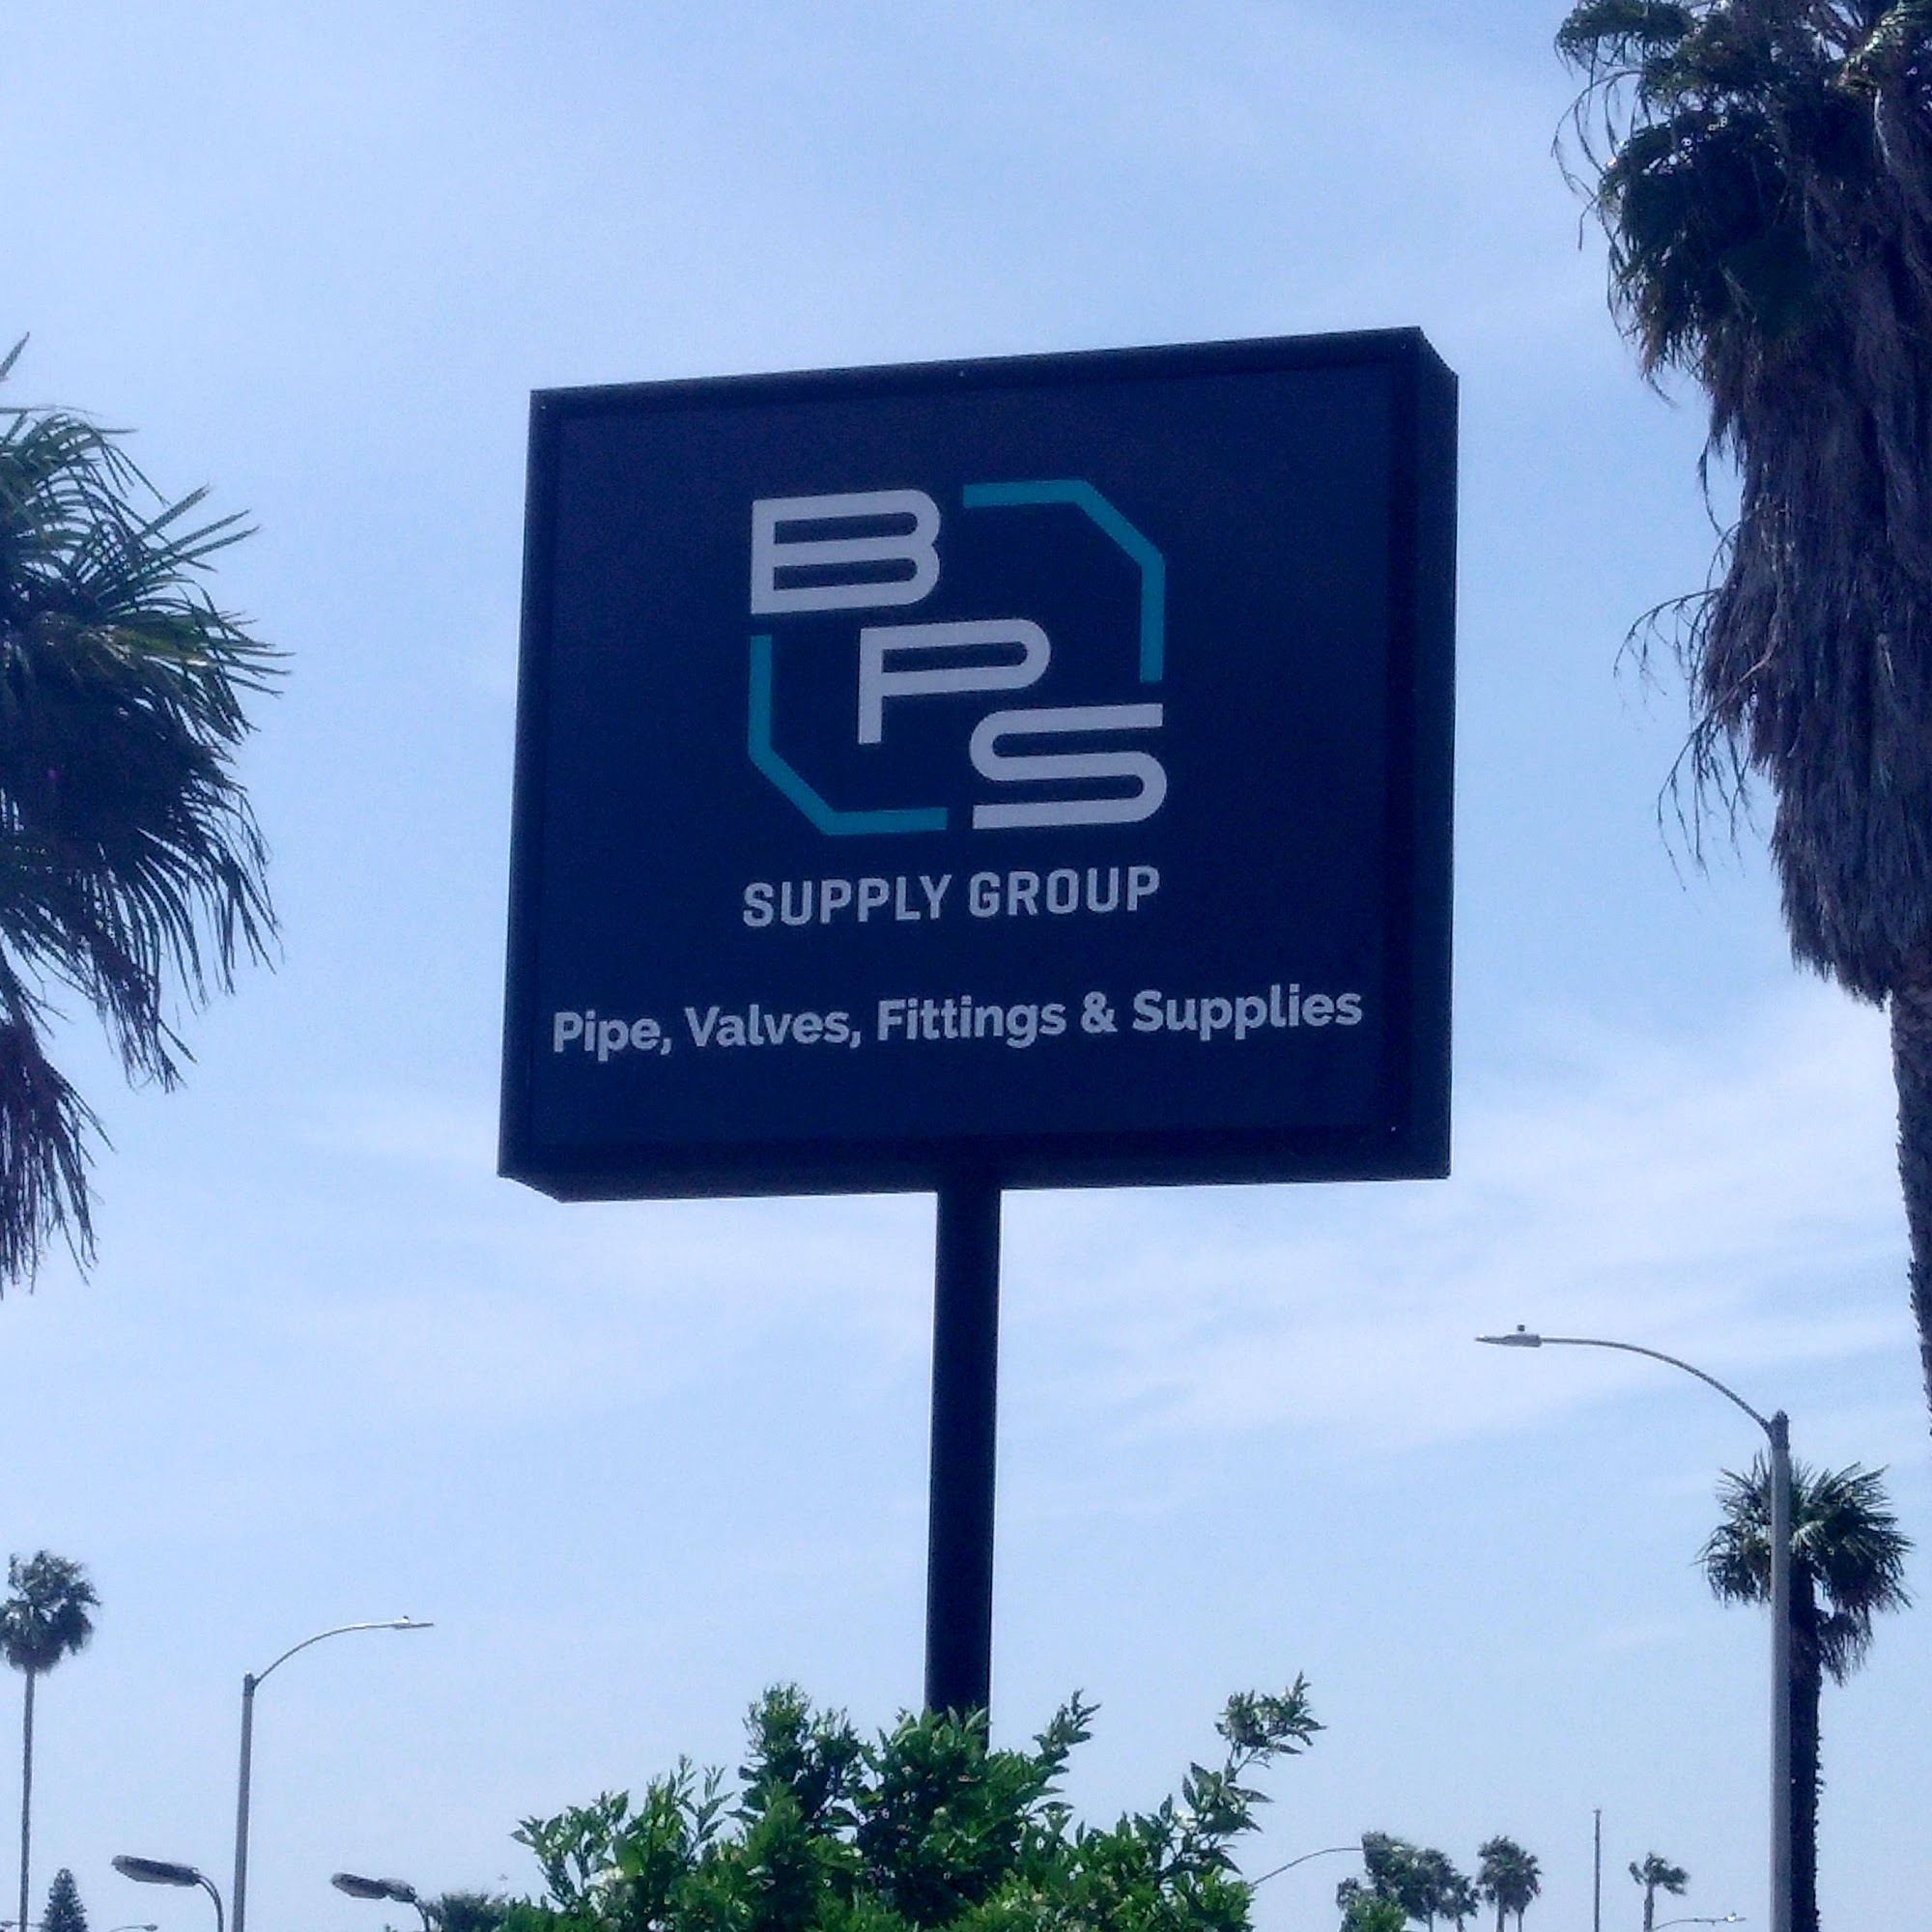 BPS
SUPPLY GROUP
Pipe, Valves, Fittings & Supplies